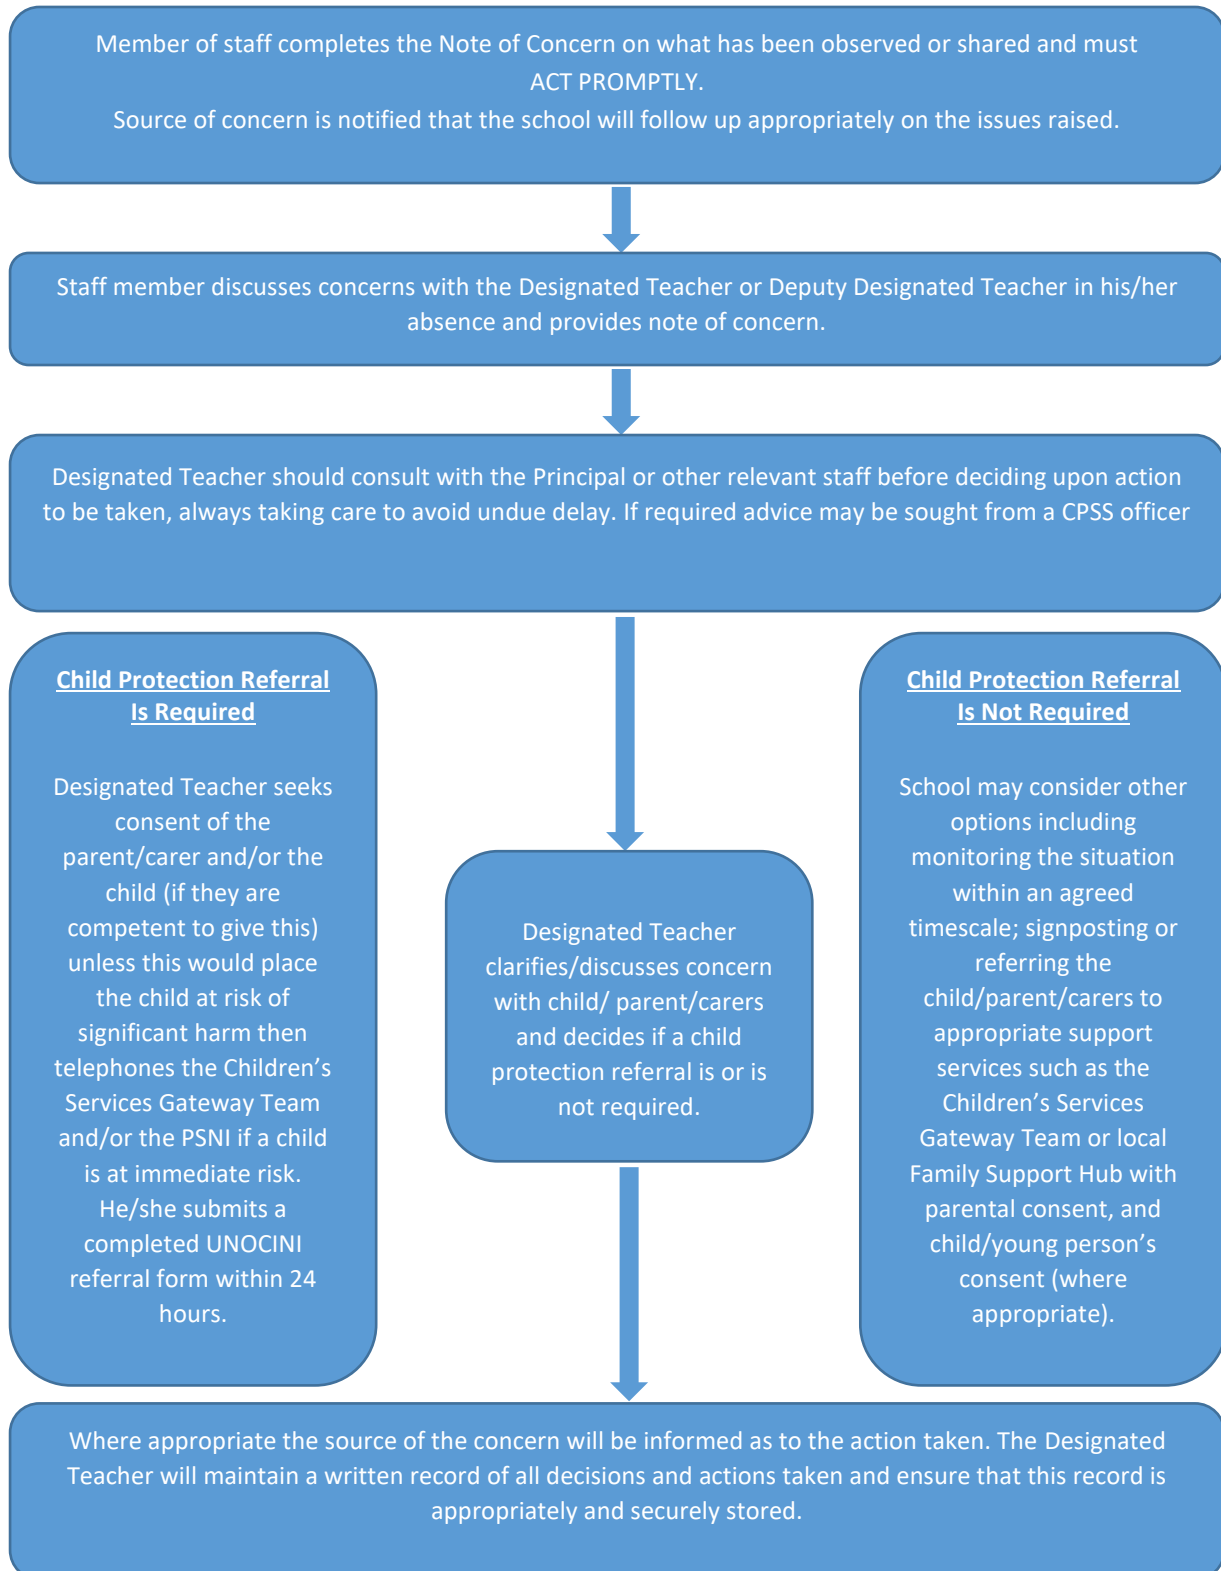 Member of staff completes the Note of Concern on what has been observed or shared and must
ACT PROMPTLY.
Source of concern is notified that the school will follow up appropriately on the issues raised.
Staff member discusses concerns with the Designated Teacher or Deputy Designated Teacher in his/her
absence and provides note of concern.
Designated Teacher should consult with the Principal or other relevant staff before deciding upon action
to be taken, always taking care to avoid undue delay. If required advice may be sought from a CPSS officer
Child Protection Referral
Is Required
Designated Teacher seeks
consent of the
parent/carer and/or the
child (if they are
competent to give this)
unless this would place
the child at risk of
significant harm then
telephones the Children’s
Services Gateway Team
and/or the PSNI if a child
is at immediate risk.
He/she submits a
completed UNOCINI
referral form within 24
hours.
Designated Teacher
clarifies/discusses concern
with child/ parent/carers
and decides if a child
protection referral is or is
not required.
Child Protection Referral
Is Not Required
School may consider other
options including
monitoring the situation
within an agreed
timescale; signposting or
referring the
child/parent/carers to
appropriate support
services such as the
Children’s Services
Gateway Team or local
Family Support Hub with
parental consent, and
child/young person’s
consent (where
appropriate).
Where appropriate the source of the concern will be informed as to the action taken. The Designated
Teacher will maintain a written record of all decisions and actions taken and ensure that this record is
appropriately and securely stored.